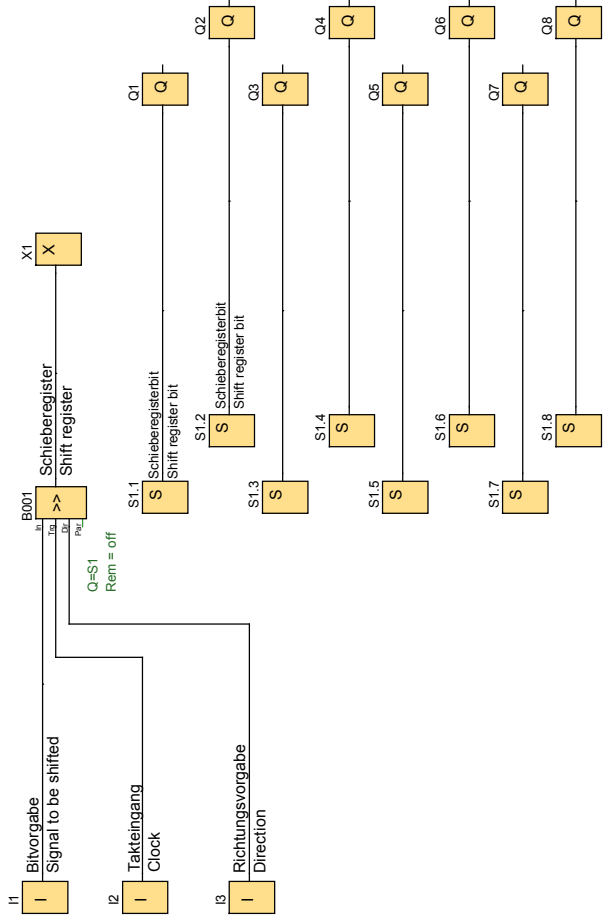 I1
I
Bitvorgabe
Signal to be shifted
I2
I
Takteingang
Clock
I3
I
Richtungsvorgabe
Direction
B001
>>
In
Trg
Dir
Par
Schieberegister
Shift register
Q=S1
Rem = off
X1
X
S1.1
S
Schieberegisterbit
Shift register bit
Q1
Q
S1.2
S
Schieberegisterbit
Shift register bit
Q2
Q
S1.3
S
Q3
Q
S1.4
S
Q4
Q
S1.5
S
Q5
Q
S1.6
S
Q6
Q
S1.7
S
Q7
Q
S1.8
S
Q8
Q